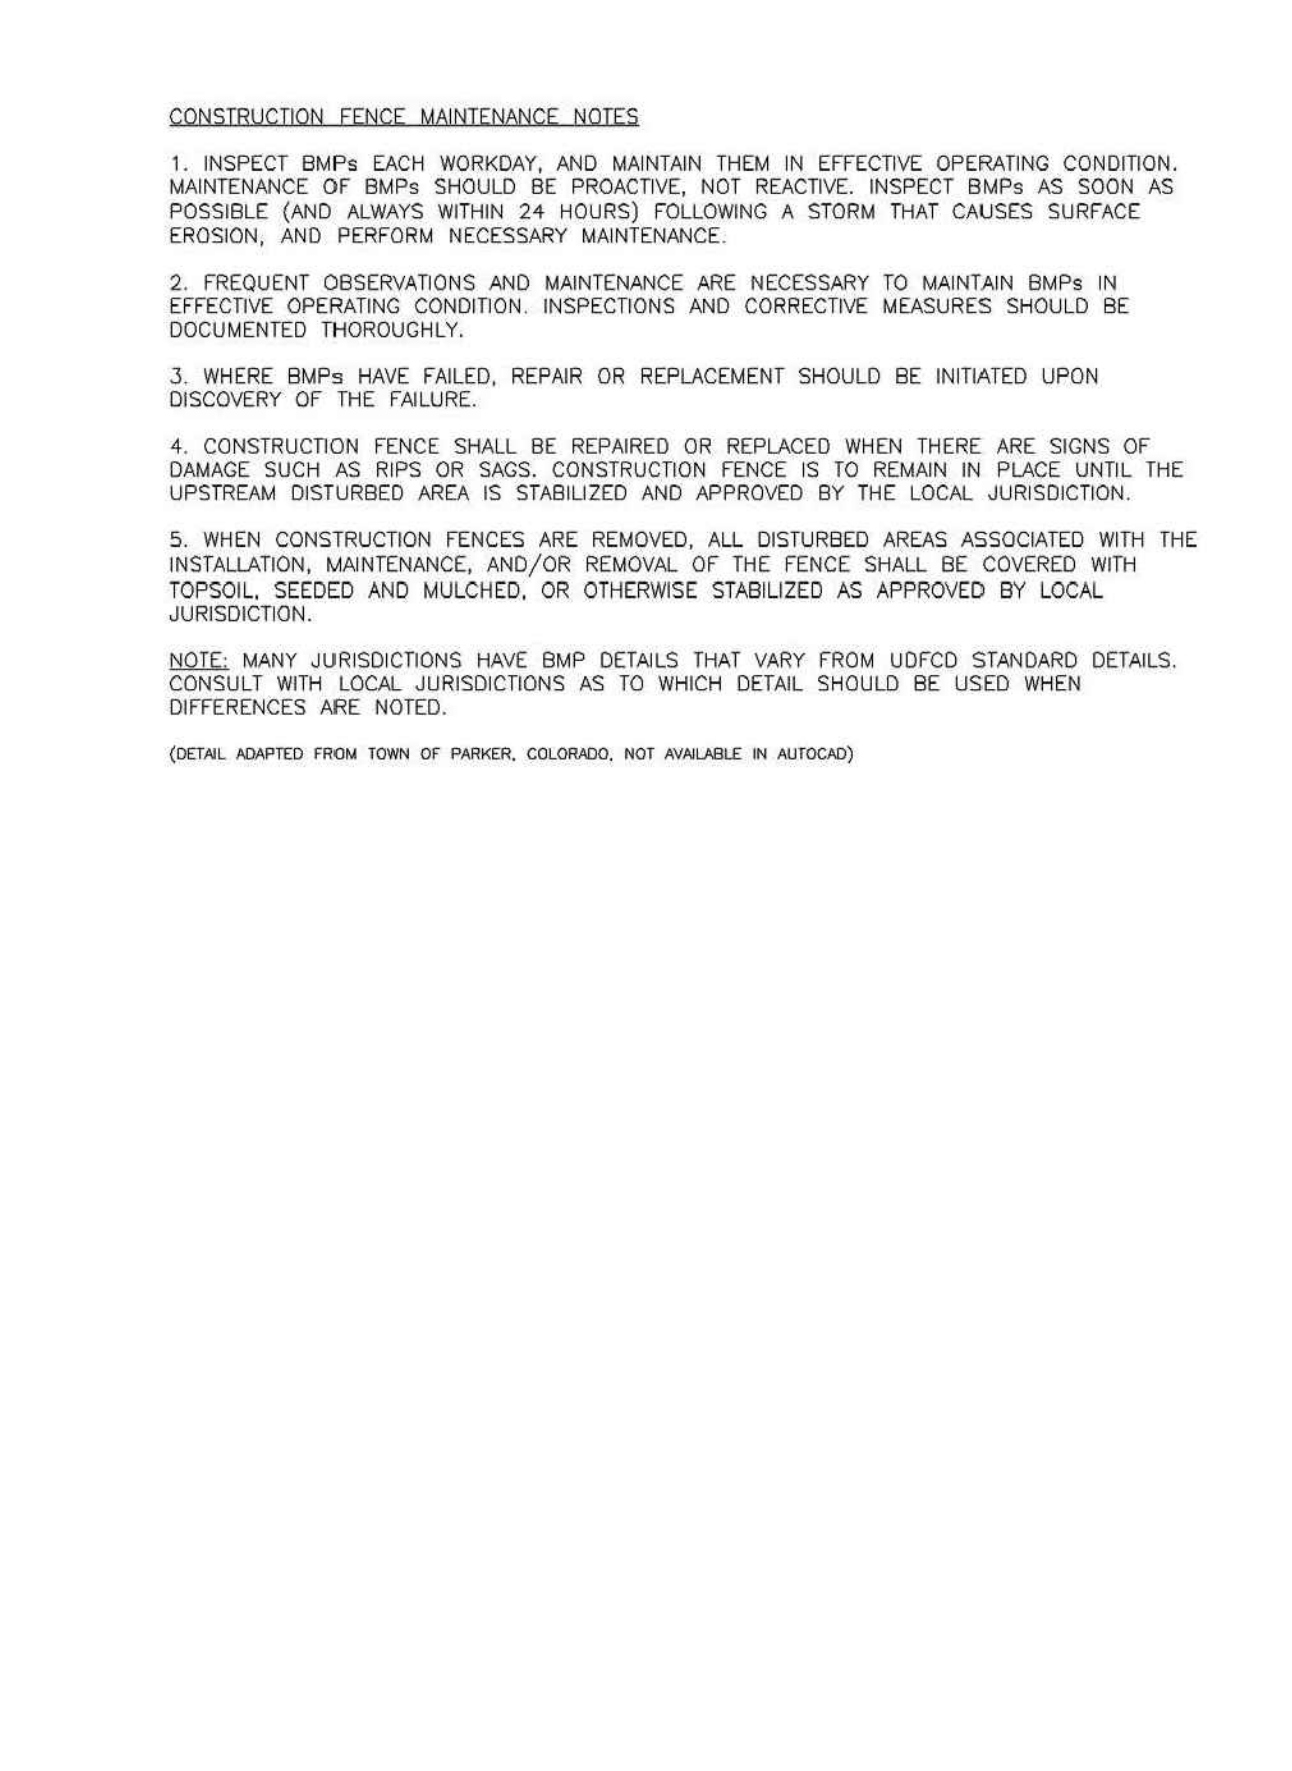 CONSTRUCTION FENCE MAINTENANCE NOTES
1. INSPECT BMPs EACH WORKDAY, AND MAINTAIN THEM IN EFFECTIVE OPERATING CONDITION.
MAINTENANCE OF BMPs SHOULD BE PROACTIVE, NOT REACTIVE. INSPECT BMPs AS SOON AS
POSSIBLE (AND ALWAYS WITHIN 24 HOURS) FOLLOWING A STORM THAT CAUSES SURFACE
EROSION, AND PERFORM NECESSARY MAINTENANCE.
2. FREQUENT OBSERVATIONS AND MAINTENANCE ARE NECESSARY TO MAINTAIN BMPs IN
EFFECTIVE OPERATING CONDITION. INSPECTIONS AND CORRECTIVE MEASURES SHOULD BE
DOCUMENTED THOROUGHLY.
3. WHERE BMPs HAVE FAILED, REPAIR OR REPLACEMENT SHOULD BE INITIATED UPON
DISCOVERY OF THE FAILURE.
4. CONSTRUCTION FENCE SHALL BE REPAIRED OR REPLACED WHEN THERE ARE SIGNS OF
DAMAGE SUCH AS RIPS OR SAGS. CONSTRUCTION FENCE IS TO REMAIN IN PLACE UNTIL THE
UPSTREAM DISTURBED AREA IS STABILIZED AND APPROVED BY THE LOCAL JURISDICTION.
5. WHEN CONSTRUCTION FENCES ARE REMOVED, ALL DISTURBED AREAS ASSOCIATED WITH THE
INSTALLATION, MAINTENANCE, AND/OR REMOVAL OF THE FENCE SHALL BE COVERED WITH
TOPSOIL, SEEDED AND MULCHED, OR OTHERWISE STABILIZED AS APPROVED BY LOCAL
JURISDICTION.
NOTE: MANY JURISDICTIONS HAVE BMP DETAILS THAT VARY FROM UDFCD STANDARD DETAILS.
CONSULT WITH LOCAL JURISDICTIONS AS TO WHICH DETAIL SHOULD BE USED WHEN
DIFFERENCES ARE NOTED.
(DETAIL ADAPTED FROM TOWN OF PARKER, COLORADO, NOT AVAILABLE IN AUTOCAD)